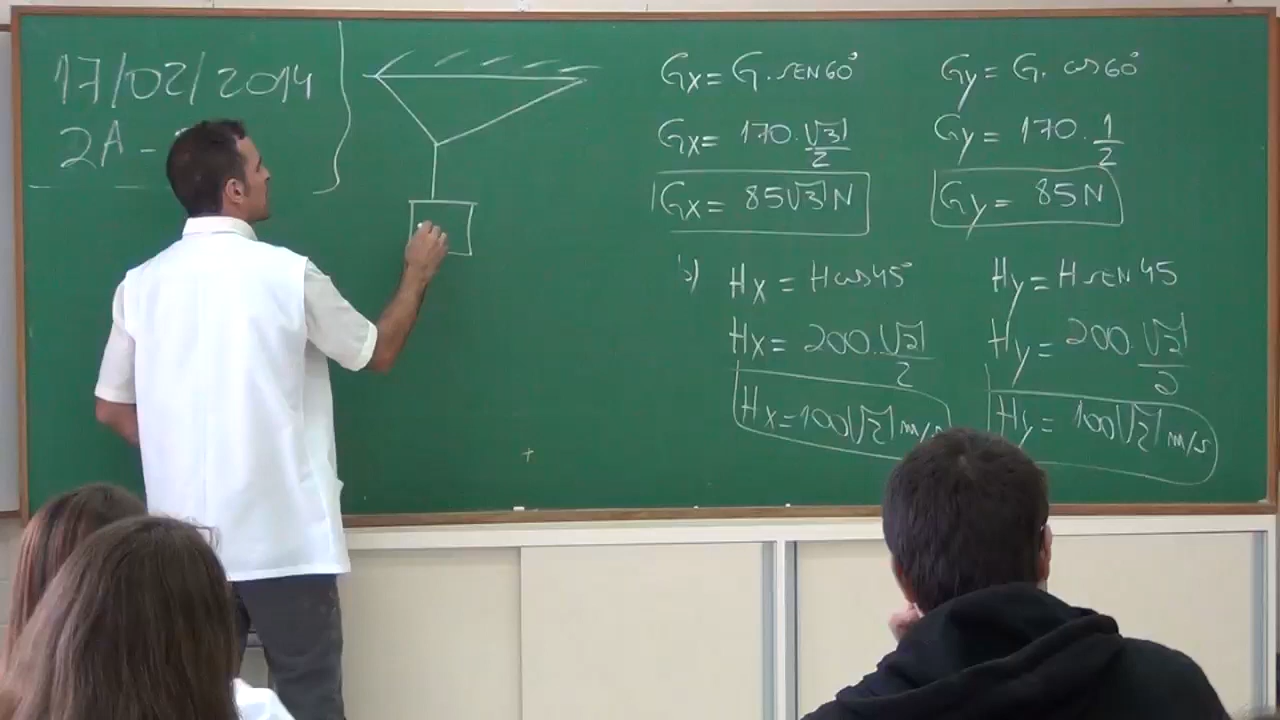 17/02/2014
2A -
Gx = G . SEN60°
Gx = 170 . √3/2
Gx = 85√3 N
Gy = G . cos60°
Gy = 170 . 1/2
Gy = 85 N
b) Hx = H cos45°
Hx = 200 . √2/2
Hx = 100√2 m/s
Hy = H SEN 45
Hy = 200 . √2/2
Hy = 100√2 m/s